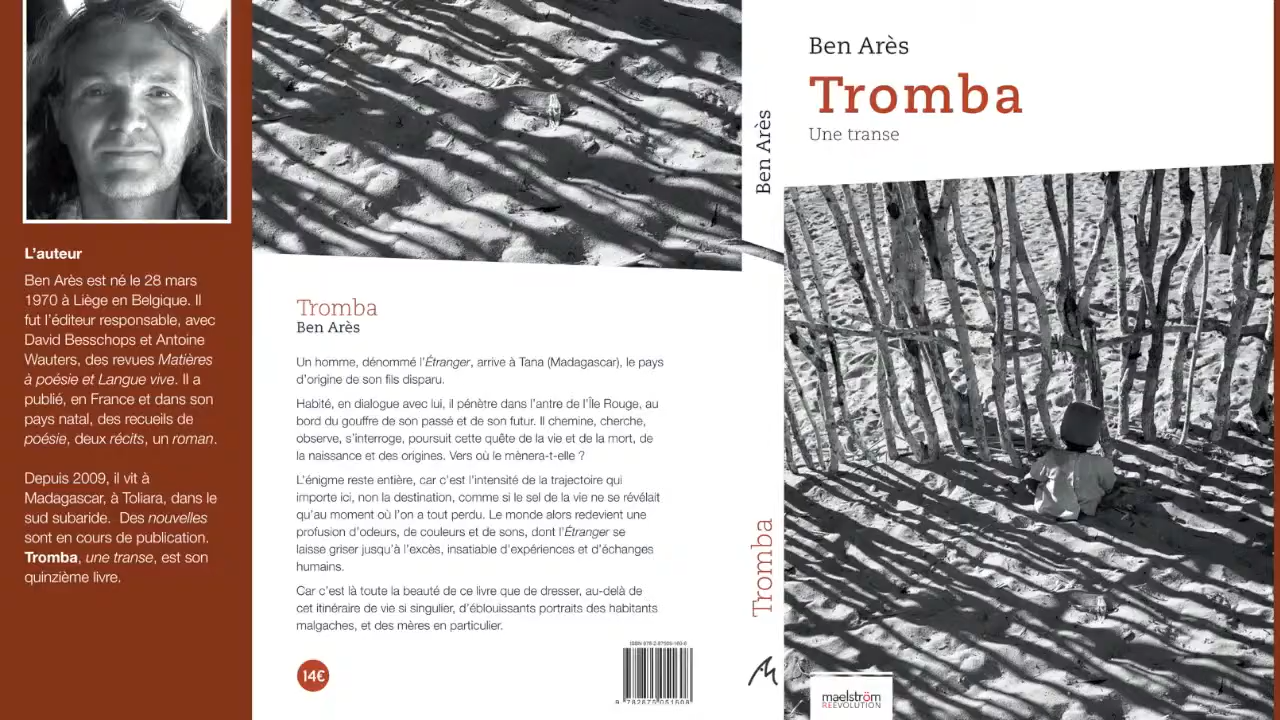 L'auteur
Ben Arès est né le 28 mars
1970 à Liège en Belgique. Il
fut l'éditeur responsable, avec
David Besschops et Antoine
Wauters, des revues Matières
à poésie et Langue vive. Il a
publié, en France et dans son
pays natal, des recueils de
poésie, deux récits, un roman.
Depuis 2009, il vit à
Madagascar, à Toliara, dans le
sud subaride. Des nouvelles
sont en cours de publication.
Tromba, une transe, est son
quinzième livre.
Tromba
Ben Arès
Un homme, dénommé l'Étranger, arrive à Tana (Madagascar), le pays
d'origine de son fils disparu.
Habité, en dialogue avec lui, il pénètre dans l'antre de l'Île Rouge, au
bord du gouffre de son passé et de son futur. Il chemine, cherche,
observe, s'interroge, poursuit cette quête de la vie et de la mort, de
la naissance et des origines. Vers où le mènera-t-elle ?
L'énigme reste entière, car c'est l'intensité de la trajectoire qui
importe ici, non la destination, comme si le sel de la vie ne se révélait
qu'au moment où l'on a tout perdu. Le monde alors redevient une
profusion d'odeurs, de couleurs et de sons, dont l'Étranger se
laisse griser jusqu'à l'excès, insatiable d'expériences et d'échanges
humains.
Car c'est là toute la beauté de ce livre que de dresser, au-delà de
cet itinéraire de vie si singulier, d'éblouissants portraits des habitants
malgaches, et des mères en particulier.
14€
Ben Arès
Tromba
Ben Arès
Tromba
Une transe
maelström
REEVOLUTION